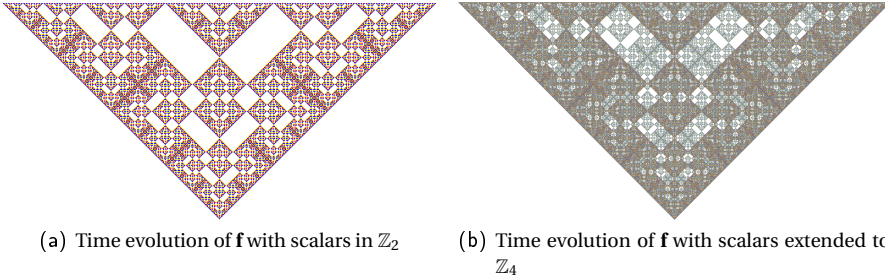 (a) Time evolution of f with scalars in ℤ₂
(b) Time evolution of f with scalars extended to
ℤ₄